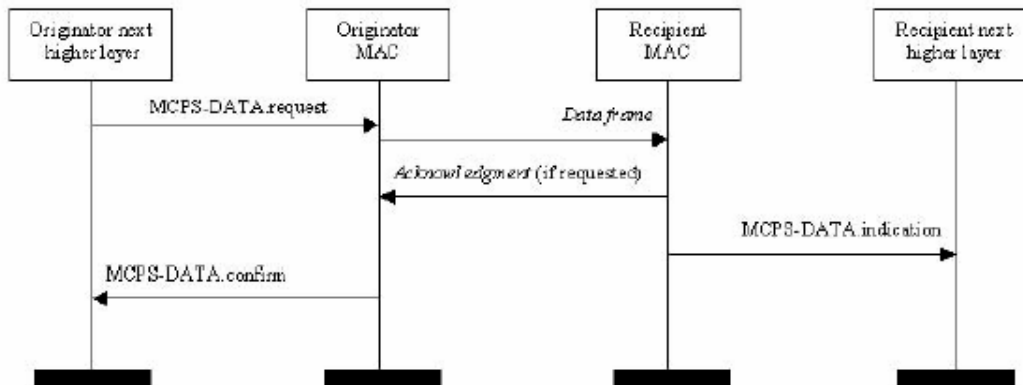 Originator next
higher layer
Originator
MAC
Recipient
MAC
Recipient next
higher layer
MCPS-DATA.request
Data frame
Acknowledgment (if requested)
MCPS-DATA.indication
MCPS-DATA.confirm